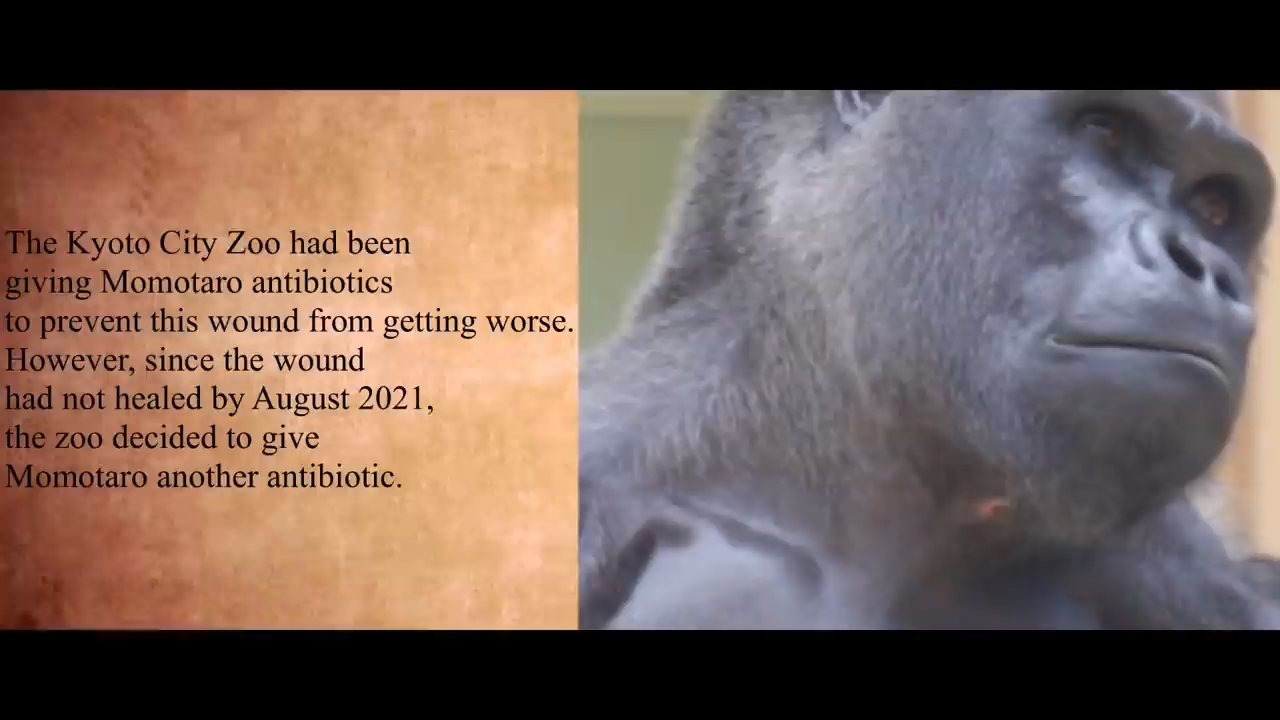 The Kyoto City Zoo had been
giving Momotaro antibiotics
to prevent this wound from getting worse.
However, since the wound
had not healed by August 2021,
the zoo decided to give
Momotaro another antibiotic.